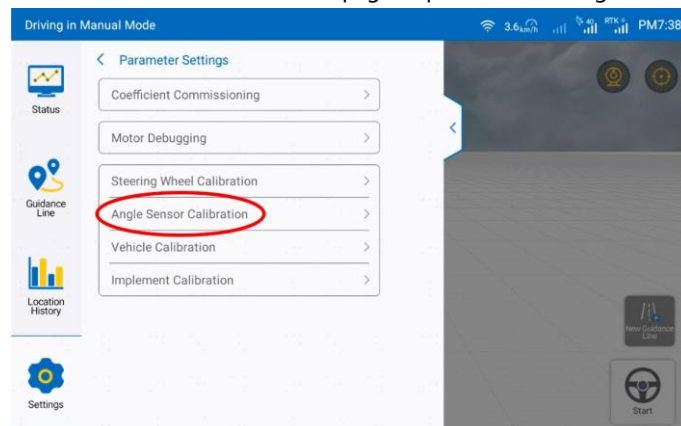 Driving in Manual Mode
3.6km/h
40
RTK
PM7:38
Status
Parameter Settings
Coefficient Commissioning
Motor Debugging
Steering Wheel Calibration
Guidance
Line
Angle Sensor Calibration
Vehicle Calibration
Implement Calibration
Location
History
New Guidance
Line
Settings
Start